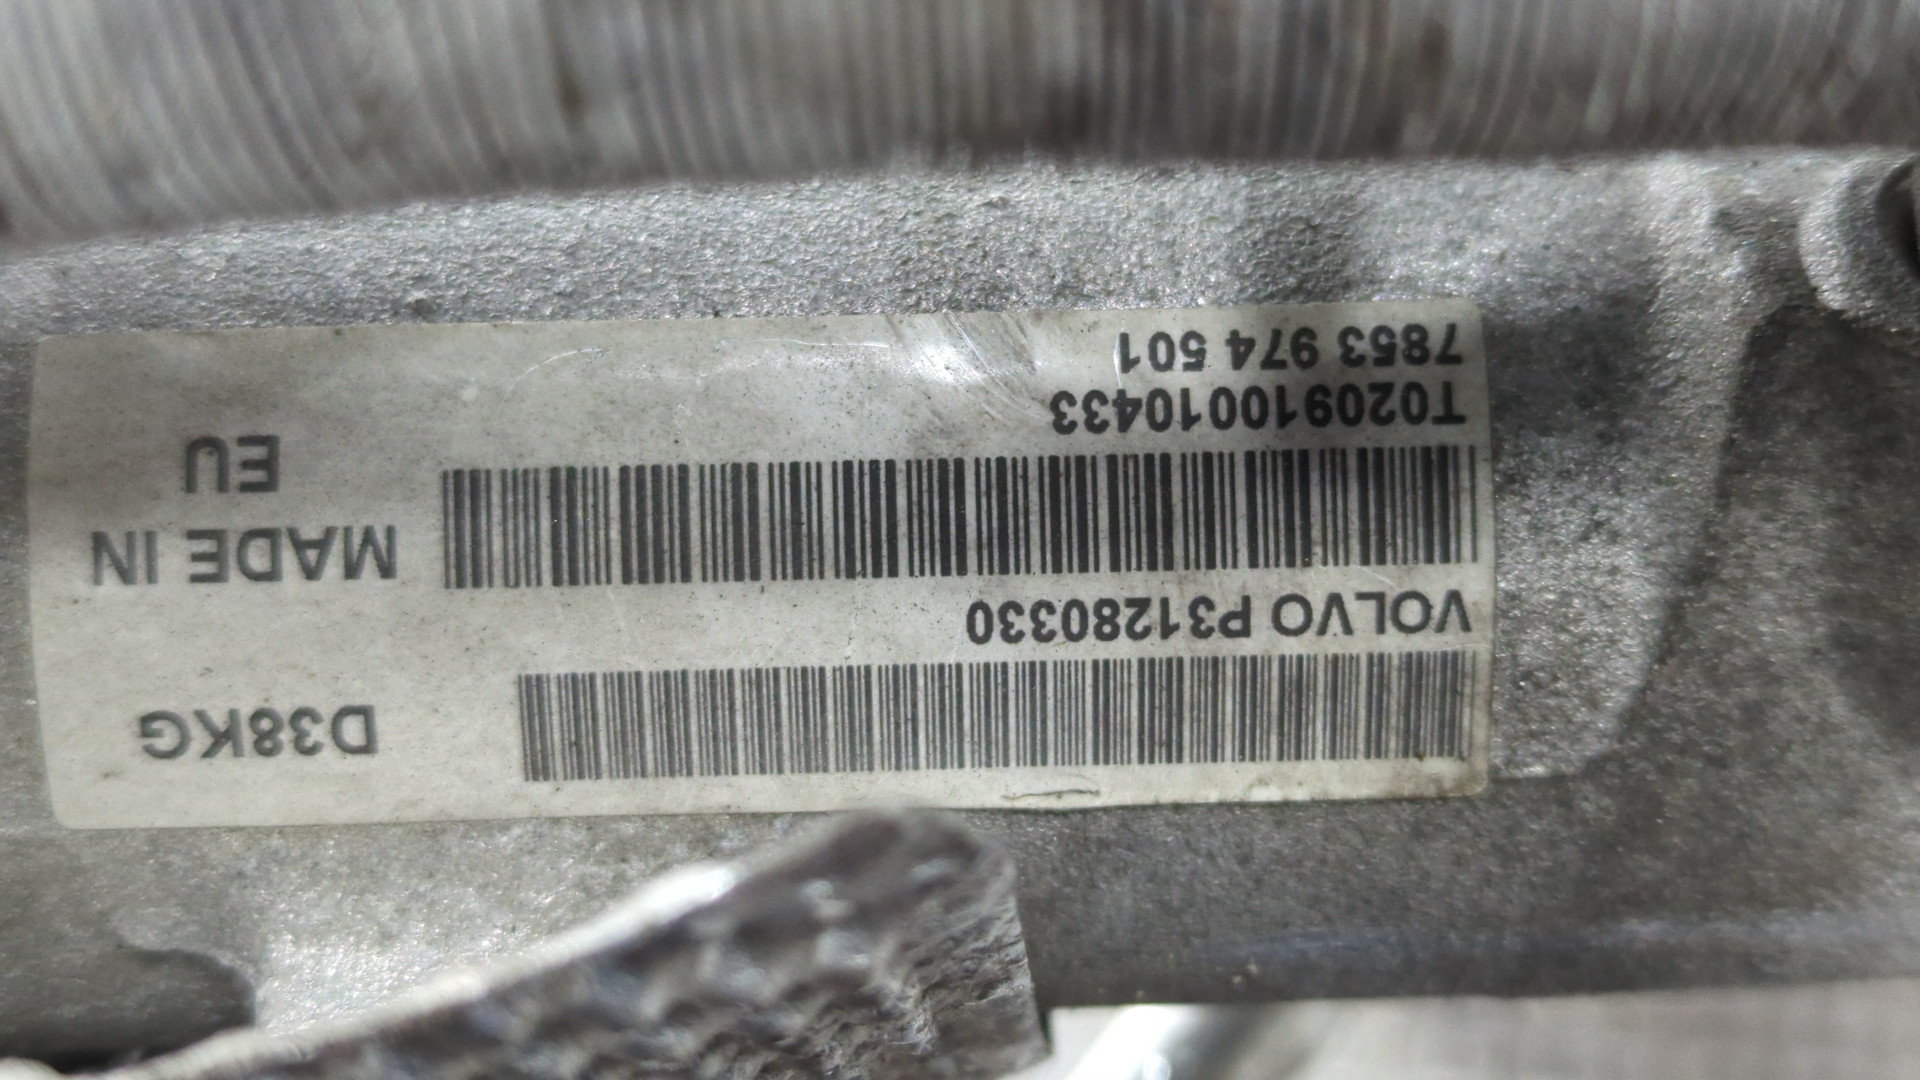 D38KG
VOLVO P31280330
MADE IN
EU
T020910010433
7853 974 501